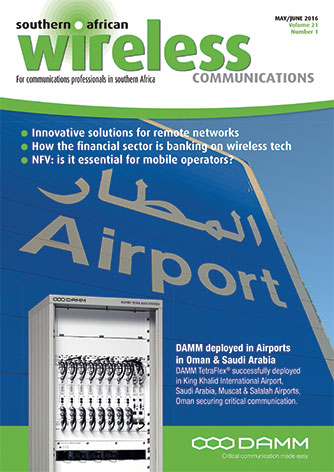 southern african
MAY/JUNE 2016
Volume 21
Number 1
wireless
For communications professionals in southern Africa
COMMUNICATIONS
Innovative solutions for remote networks
How the financial sector is banking on wireless tech
NFV: is it essential for mobile operators?
المطار
Airport
DAMM
DAMM deployed in Airports
in Oman & Saudi Arabia
DAMM TetraFlex® successfully deployed
in King Khalid International Airport,
Saudi Arabia, Muscat & Salalah Airports,
Oman securing critical communication.
DAMM
Critical communication made easy